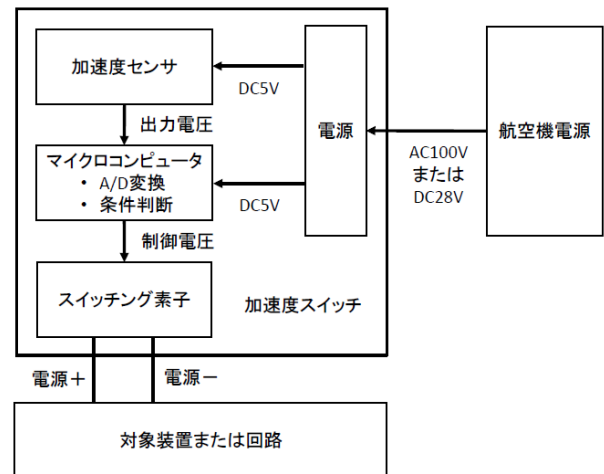 加速度センサ
DC5V
出力電圧
電源
航空機電源
AC100V
または
DC28V
マイクロコンピュータ
・ A/D変換
・ 条件判断
DC5V
制御電圧
スイッチング素子
加速度スイッチ
電源＋
電源－
対象装置または回路